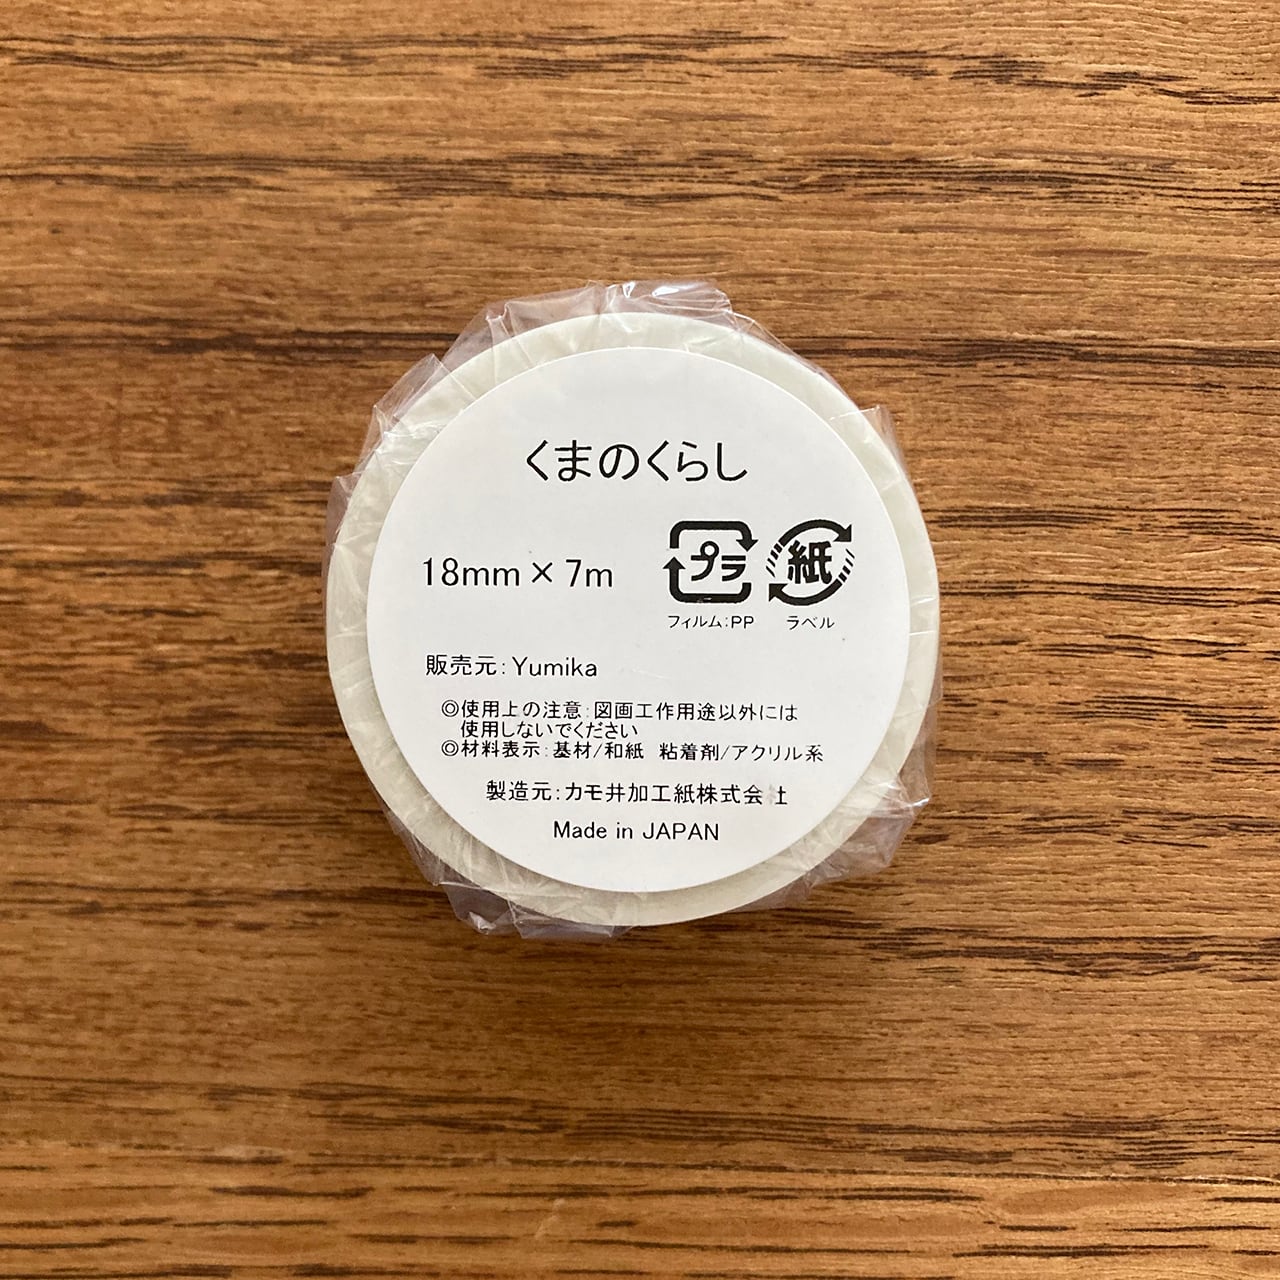 くまのくらし
18mm×7m
プラ 紙
フィルム:PP ラベル
販売元:Yumika
◎使用上の注意:図画工作用途以外には
使用しないでください
◎材料表示:基材/和紙 粘着剤/アクリル系
製造元:カモ井加工紙株式会社
Made in JAPAN